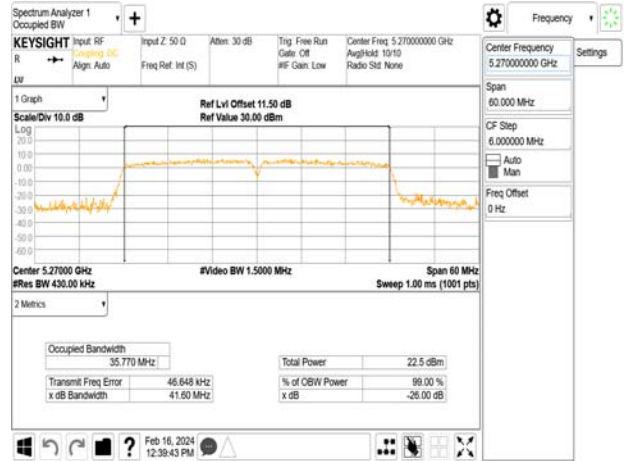 Spectrum Analyzer 1
Occupied BW
+
Frequency
KEYSIGHT
R
LXI
Input: RF
Coupling: DC
Align: Auto
Input Z: 50 Ω
Freq Ref: Int (S)
Atten: 30 dB
Trig: Free Run
Gate: Off
#IF Gain: Low
Center Freq: 5.270000000 GHz
Avg|Hold: 10/10
Radio Std: None
Center Frequency
5.270000000 GHz
Settings
Span
60.000 MHz
CF Step
6.000000 MHz
Auto
Man
Freq Offset
0 Hz
1 Graph
Scale/Div 10.0 dB
Ref Lvl Offset 11.50 dB
Ref Value 30.00 dBm
Log
20.0
10.0
0.00
-10.0
-20.0
-30.0
-40.0
-50.0
-60.0
Center 5.27000 GHz
#Res BW 430.00 kHz
#Video BW 1.5000 MHz
Span 60 MHz
Sweep 1.00 ms (1001 pts)
2 Metrics
Occupied Bandwidth
35.770 MHz
Total Power 22.5 dBm
Transmit Freq Error 46.648 kHz
% of OBW Power 99.00 %
x dB Bandwidth 41.60 MHz
x dB -26.00 dB
?
Feb 16, 2024
12:39:43 PM